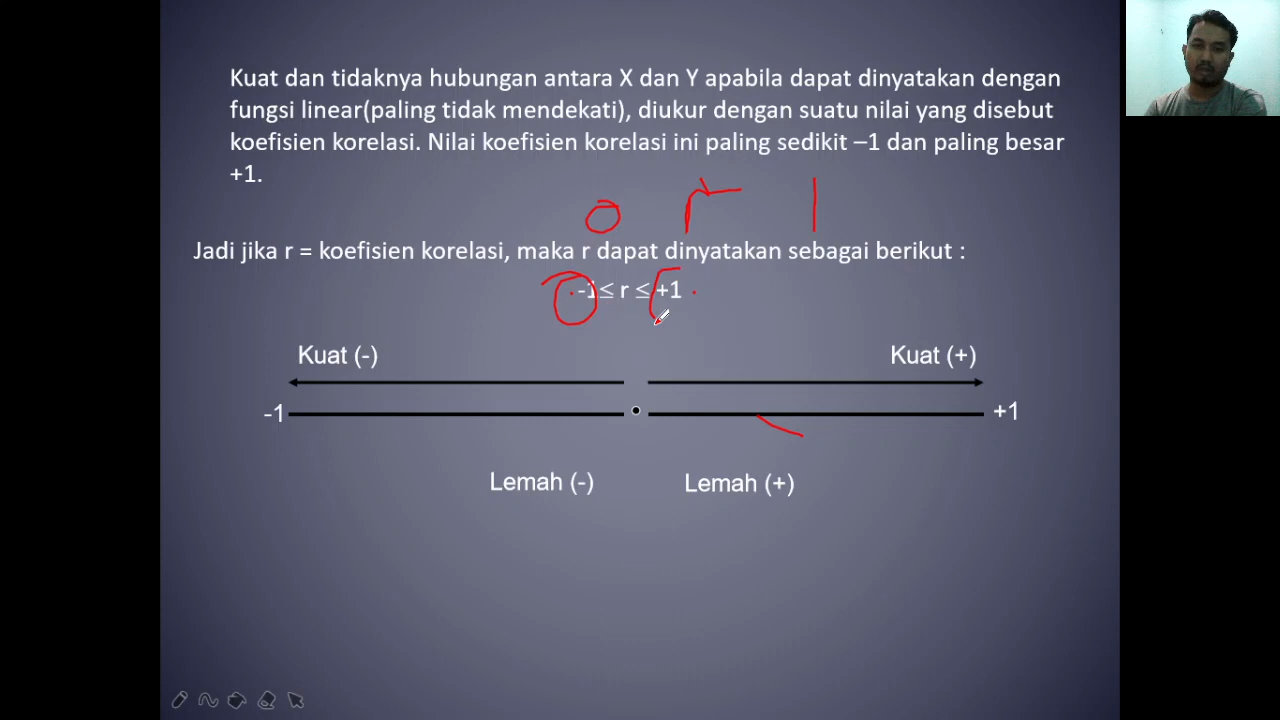 Kuat dan tidaknya hubungan antara X dan Y apabila dapat dinyatakan dengan
fungsi linear(paling tidak mendekati), diukur dengan suatu nilai yang disebut
koefisien korelasi. Nilai koefisien korelasi ini paling sedikit –1 dan paling besar
+1.
0 r 1
Jadi jika r = koefisien korelasi, maka r dapat dinyatakan sebagai berikut :
-1≤ r ≤ +1
Kuat (-) Kuat (+)
-1 +1
Lemah (-) Lemah (+)